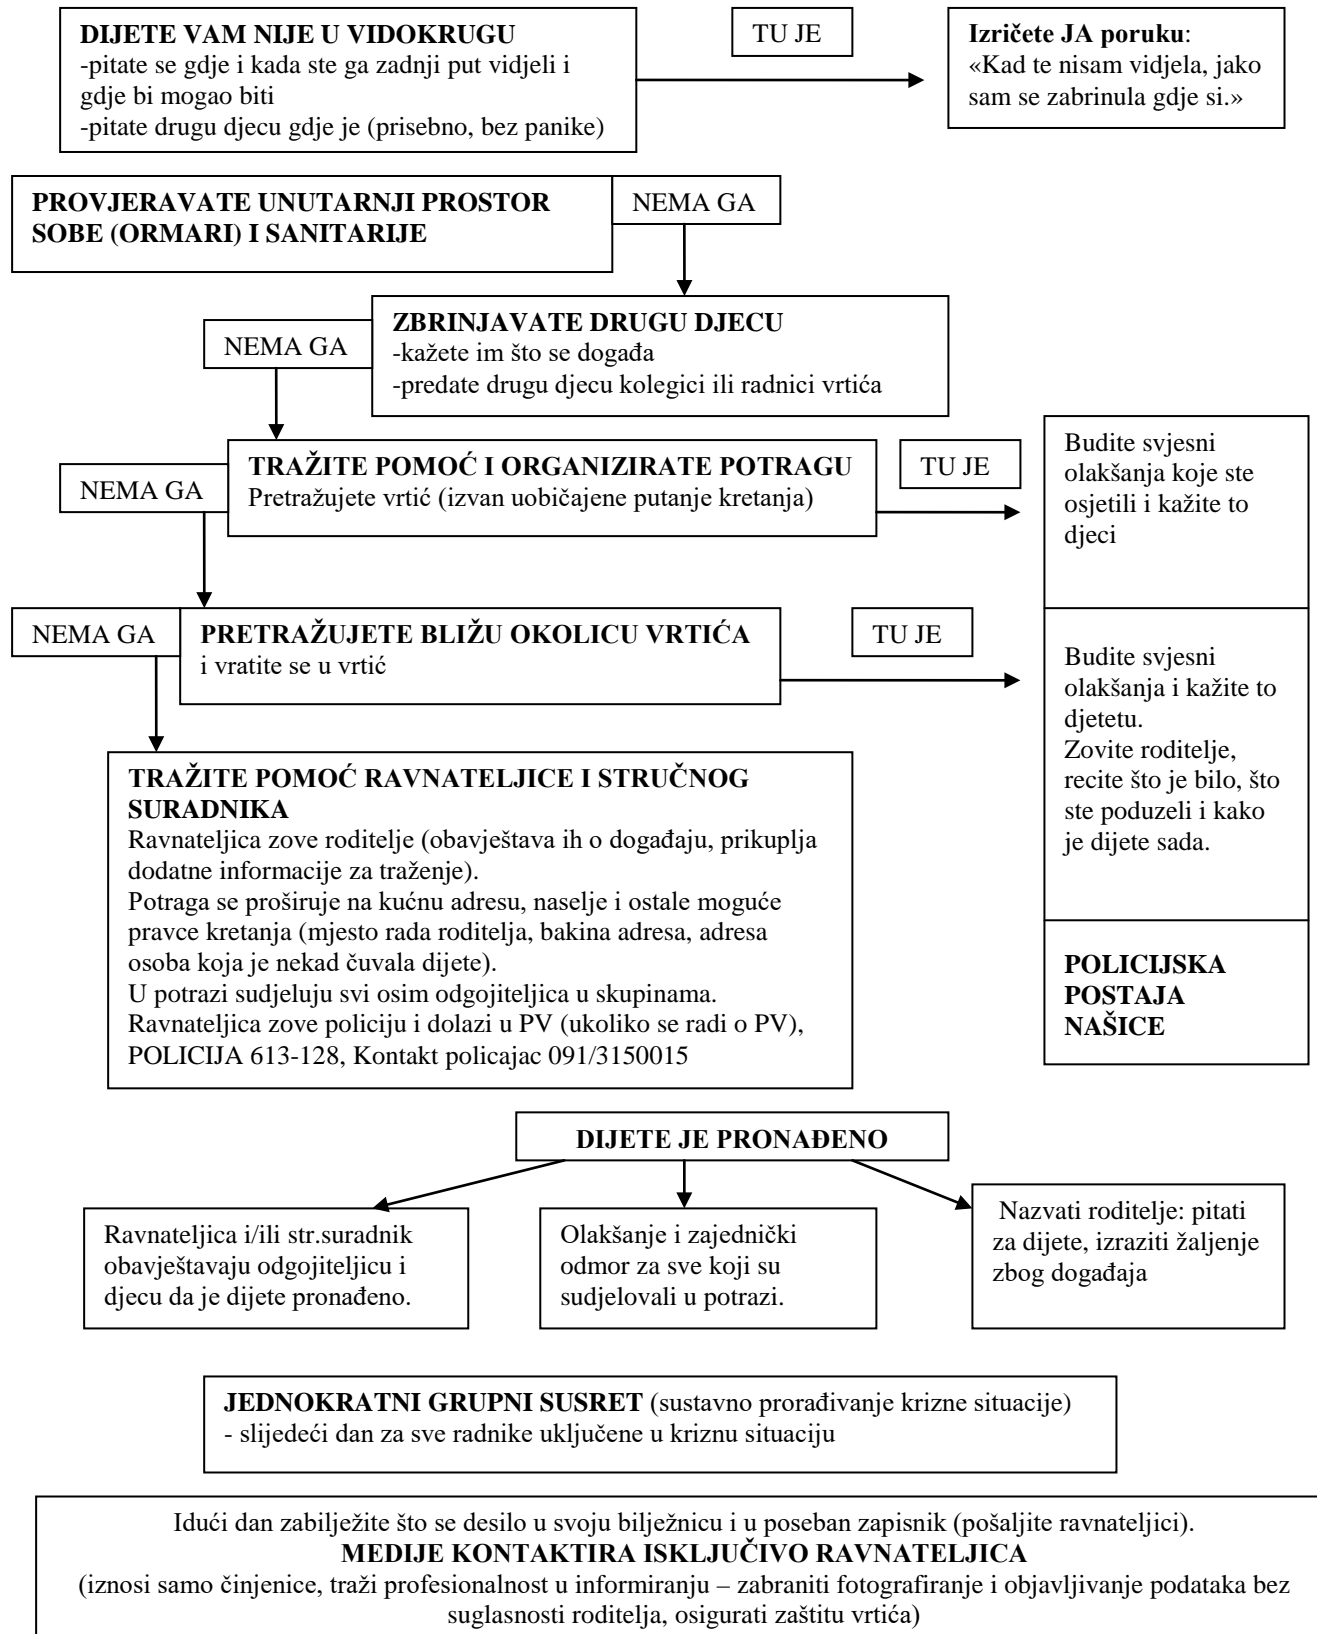 DIJETE VAM NIJE U VIDOKRUGU
-pitate se gdje i kada ste ga zadnji put vidjeli i
gdje bi mogao biti
-pitate drugu djecu gdje je (prisebno, bez panike)
TU JE
Izričete JA poruku:
«Kad te nisam vidjela, jako
sam se zabrinula gdje si.»
PROVJERAVATE UNUTARNJI PROSTOR
SOBE (ORMARI) I SANITARIJE
NEMA GA
ZBRINJAVATE DRUGU DJECU
-kažete im što se događa
-predate drugu djecu kolegici ili radnici vrtića
NEMA GA
TRAŽITE POMOĆ I ORGANIZIRATE POTRAGU
Pretražujete vrtić (izvan uobičajene putanje kretanja)
TU JE
Budite svjesni
olakšanja koje ste
osjetili i kažite to
djeci
NEMA GA
PRETRAŽUJETE BLIŽU OKOLICU VRTIĆA
i vratite se u vrtić
TU JE
Budite svjesni
olakšanja i kažite to
djetetu.
Zovite roditelje,
recite što je bilo, što
ste poduzeli i kako
je dijete sada.
NEMA GA
TRAŽITE POMOĆ RAVNATELJICE I STRUČNOG
SURADNIKA
Ravnateljica zove roditelje (obavještava ih o događaju, prikuplja
dodatne informacije za traženje).
Potraga se proširuje na kućnu adresu, naselje i ostale moguće
pravce kretanja (mjesto rada roditelja, bakina adresa, adresa
osoba koja je nekad čuvala dijete).
U potrazi sudjeluju svi osim odgojiteljica u skupinama.
Ravnateljica zove policiju i dolazi u PV (ukoliko se radi o PV),
POLICIJA 613-128, Kontakt policajac 091/3150015
POLICIJSKA
POSTAJA
NAŠICE
DIJETE JE PRONAĐENO
Ravnateljica i/ili str.suradnik
obavještavaju odgojiteljicu i
djecu da je dijete pronađeno.
Olakšanje i zajednički
odmor za sve koji su
sudjelovali u potrazi.
Nazvati roditelje: pitati
za dijete, izraziti žaljenje
zbog događaja
JEDNOKRATNI GRUPNI SUSRET (sustavno prorađivanje krizne situacije)
- slijedeći dan za sve radnike uključene u kriznu situaciju
Idući dan zabilježite što se desilo u svoju bilježnicu i u poseban zapisnik (pošaljite ravnateljici).
MEDIJE KONTAKTIRA ISKLJUČIVO RAVNATELJICA
(iznosi samo činjenice, traži profesionalnost u informiranju – zabraniti fotografiranje i objavljivanje podataka bez
suglasnosti roditelja, osigurati zaštitu vrtića)